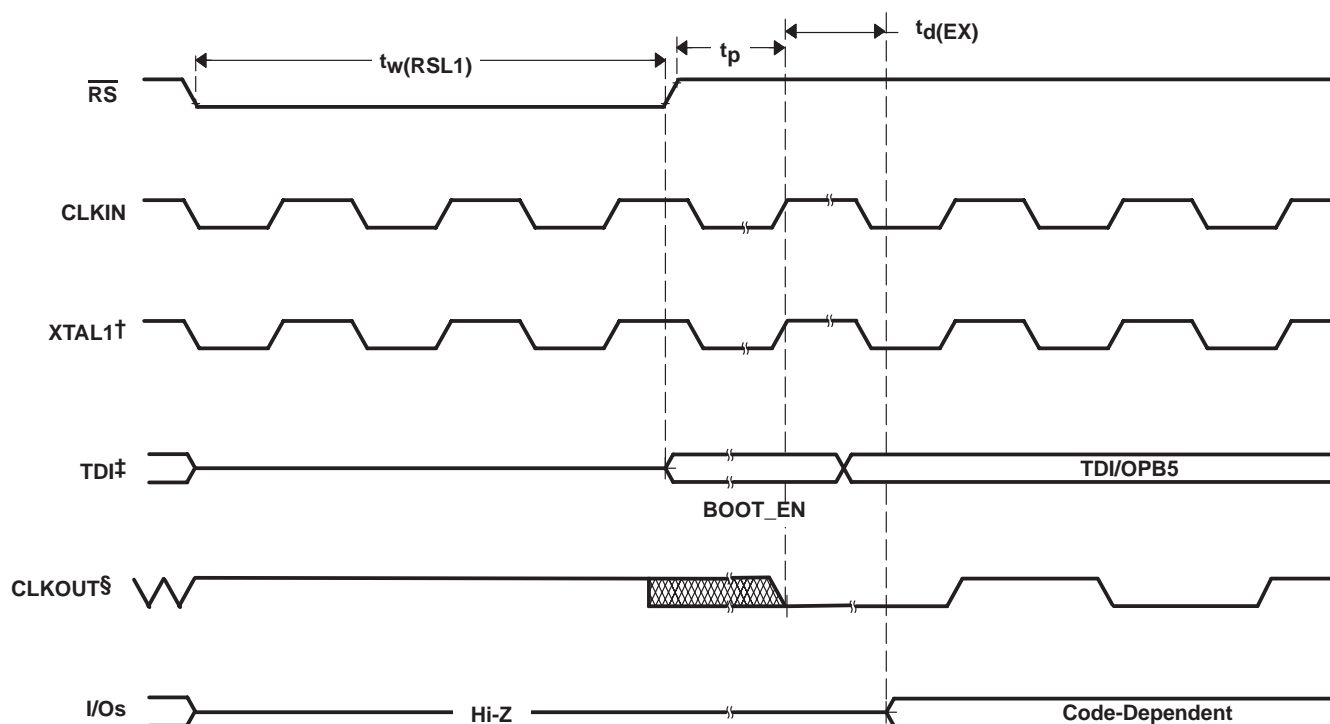 td(EX)
tp
tw(RSL1)
RS
CLKIN
XTAL1†
TDI‡
TDI/OPB5
BOOT_EN
CLKOUT§
I/Os
Hi-Z
Code-Dependent